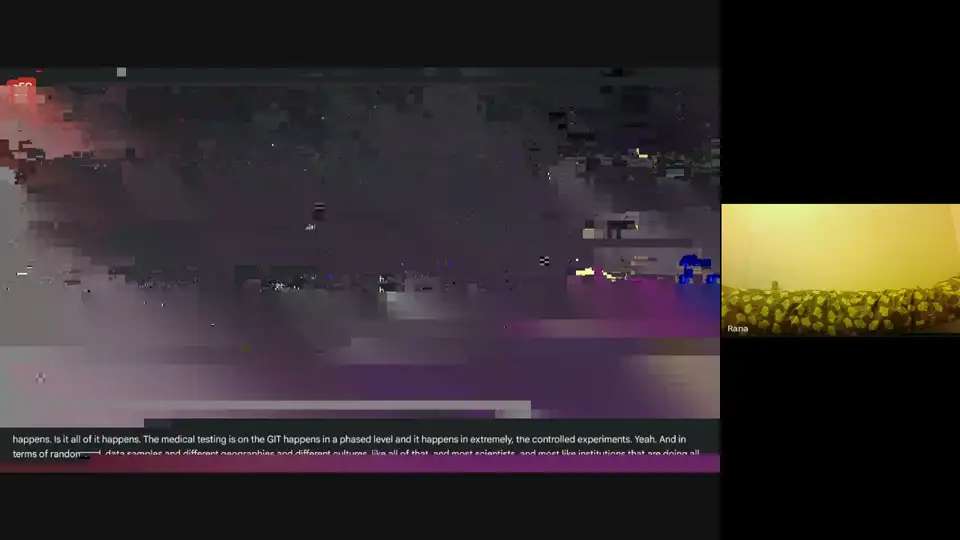 happens. Is it all of it happens. The medical testing is on the GIT happens in a phased level and it happens in extremely, the controlled experiments. Yeah. And in
terms of random data samples and different geographies and different cultures, like all of that, and most scientists, and most like institutions that are doing all
Rana